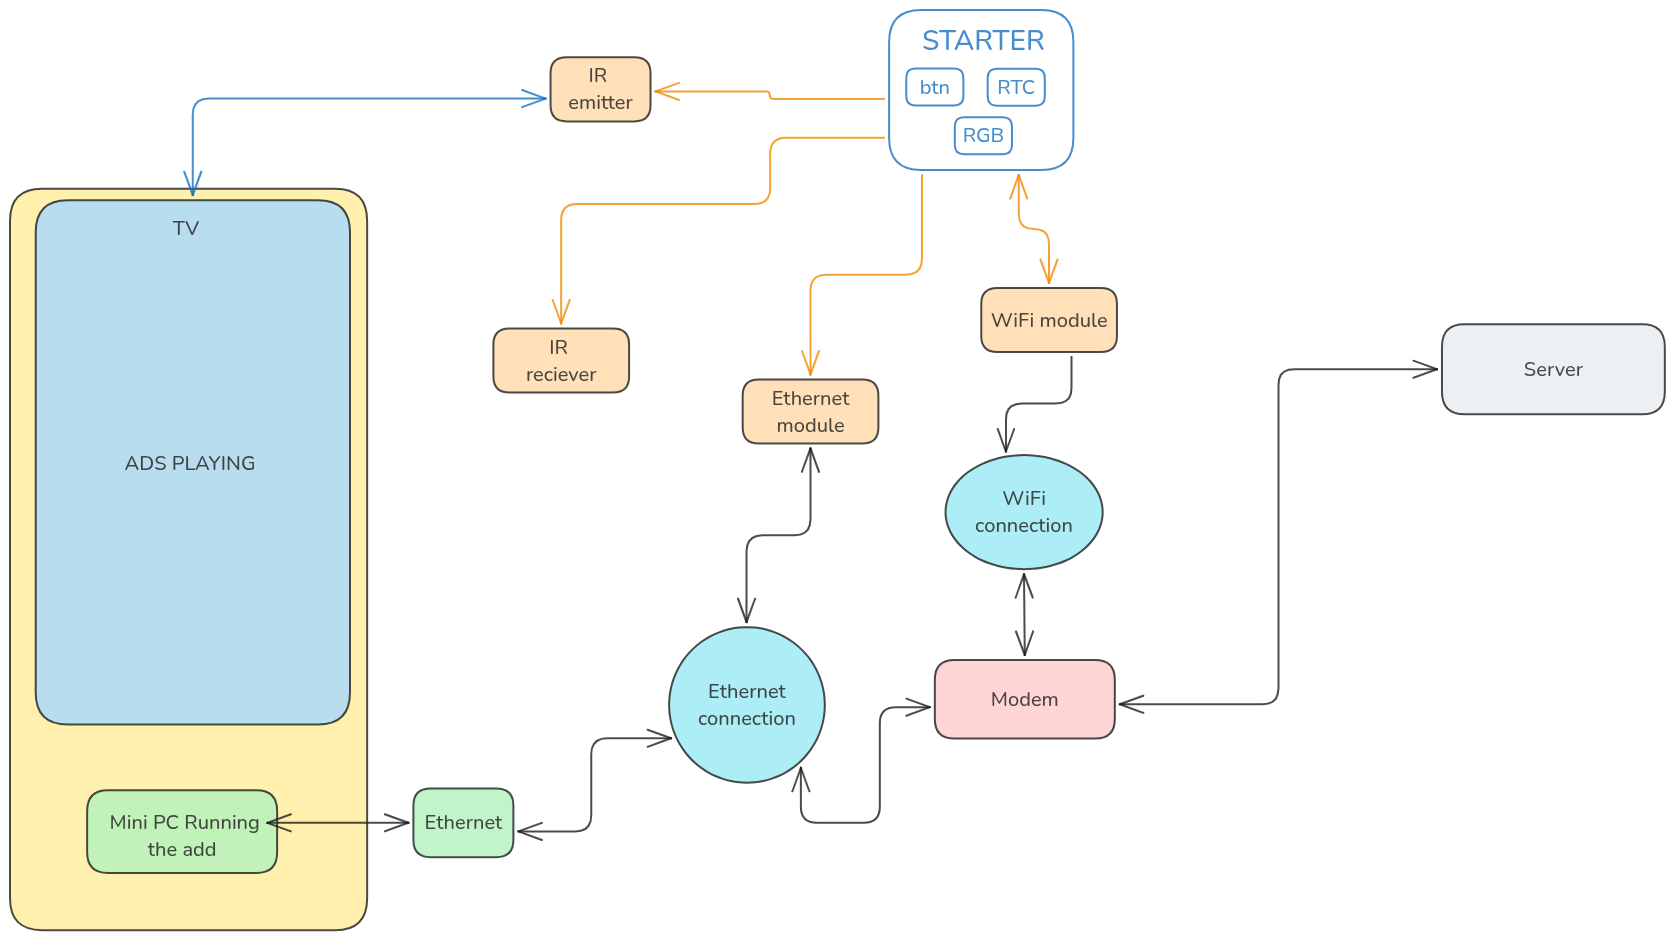 STARTER
btn
RTC
RGB
IR
emitter
TV
WiFi module
IR
reciever
Server
Ethernet
module
ADS PLAYING
WiFi
connection
Ethernet
connection
Modem
Mini PC Running
the add
Ethernet